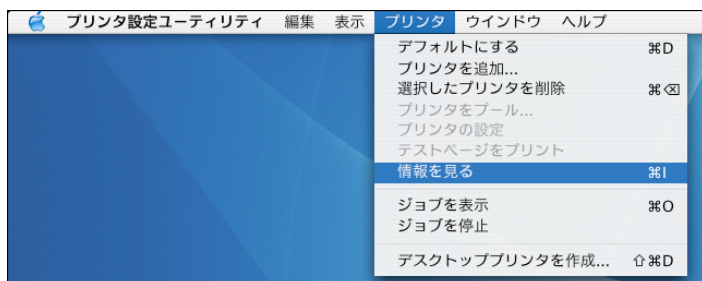 プリンタ設定ユーティリティ 編集 表示 プリンタ ウインドウ ヘルプ
デフォルトにする ⌘D
プリンタを追加...
選択したプリンタを削除 ⌘⌫
プリンタをプール...
プリンタの設定
テストページをプリント
情報を見る ⌘I
ジョブを表示 ⌘O
ジョブを停止
デスクトッププリンタを作成... ⇧⌘D